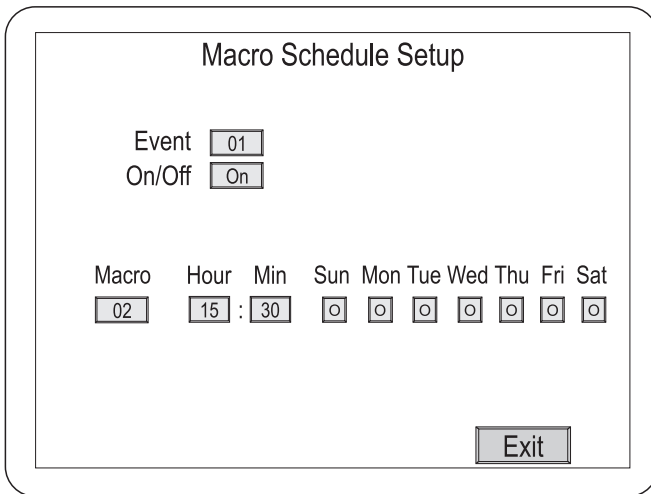 Macro Schedule Setup
Event 01
On/Off On
Macro Hour Min Sun Mon Tue Wed Thu Fri Sat
02 15 : 30 O O O O O O O
Exit